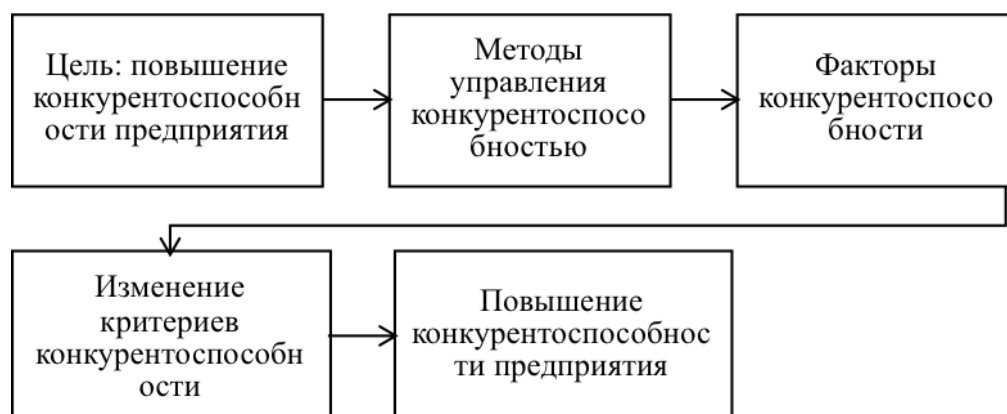 Цель: повышение
конкурентоспособн
ости предприятия
Методы
управления
конкурентоспосо
бностью
Факторы
конкурентоспосо
бности
Изменение
критериев
конкурентоспособн
ости
Повышение
конкурентоспособнос
ти предприятия